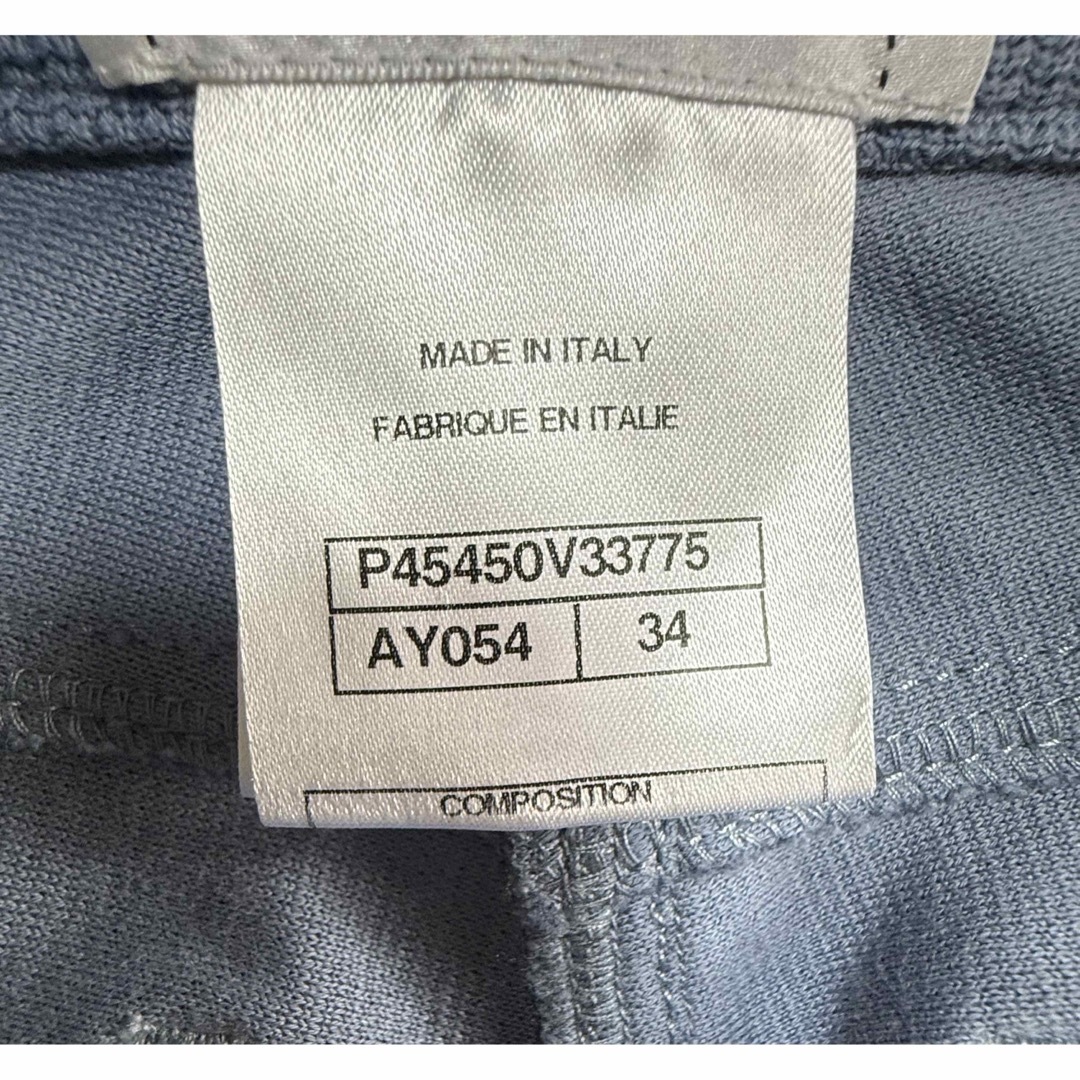 MADE IN ITALY
FABRIQUE EN ITALIE
P45450V33775
AY054 34
COMPOSITION